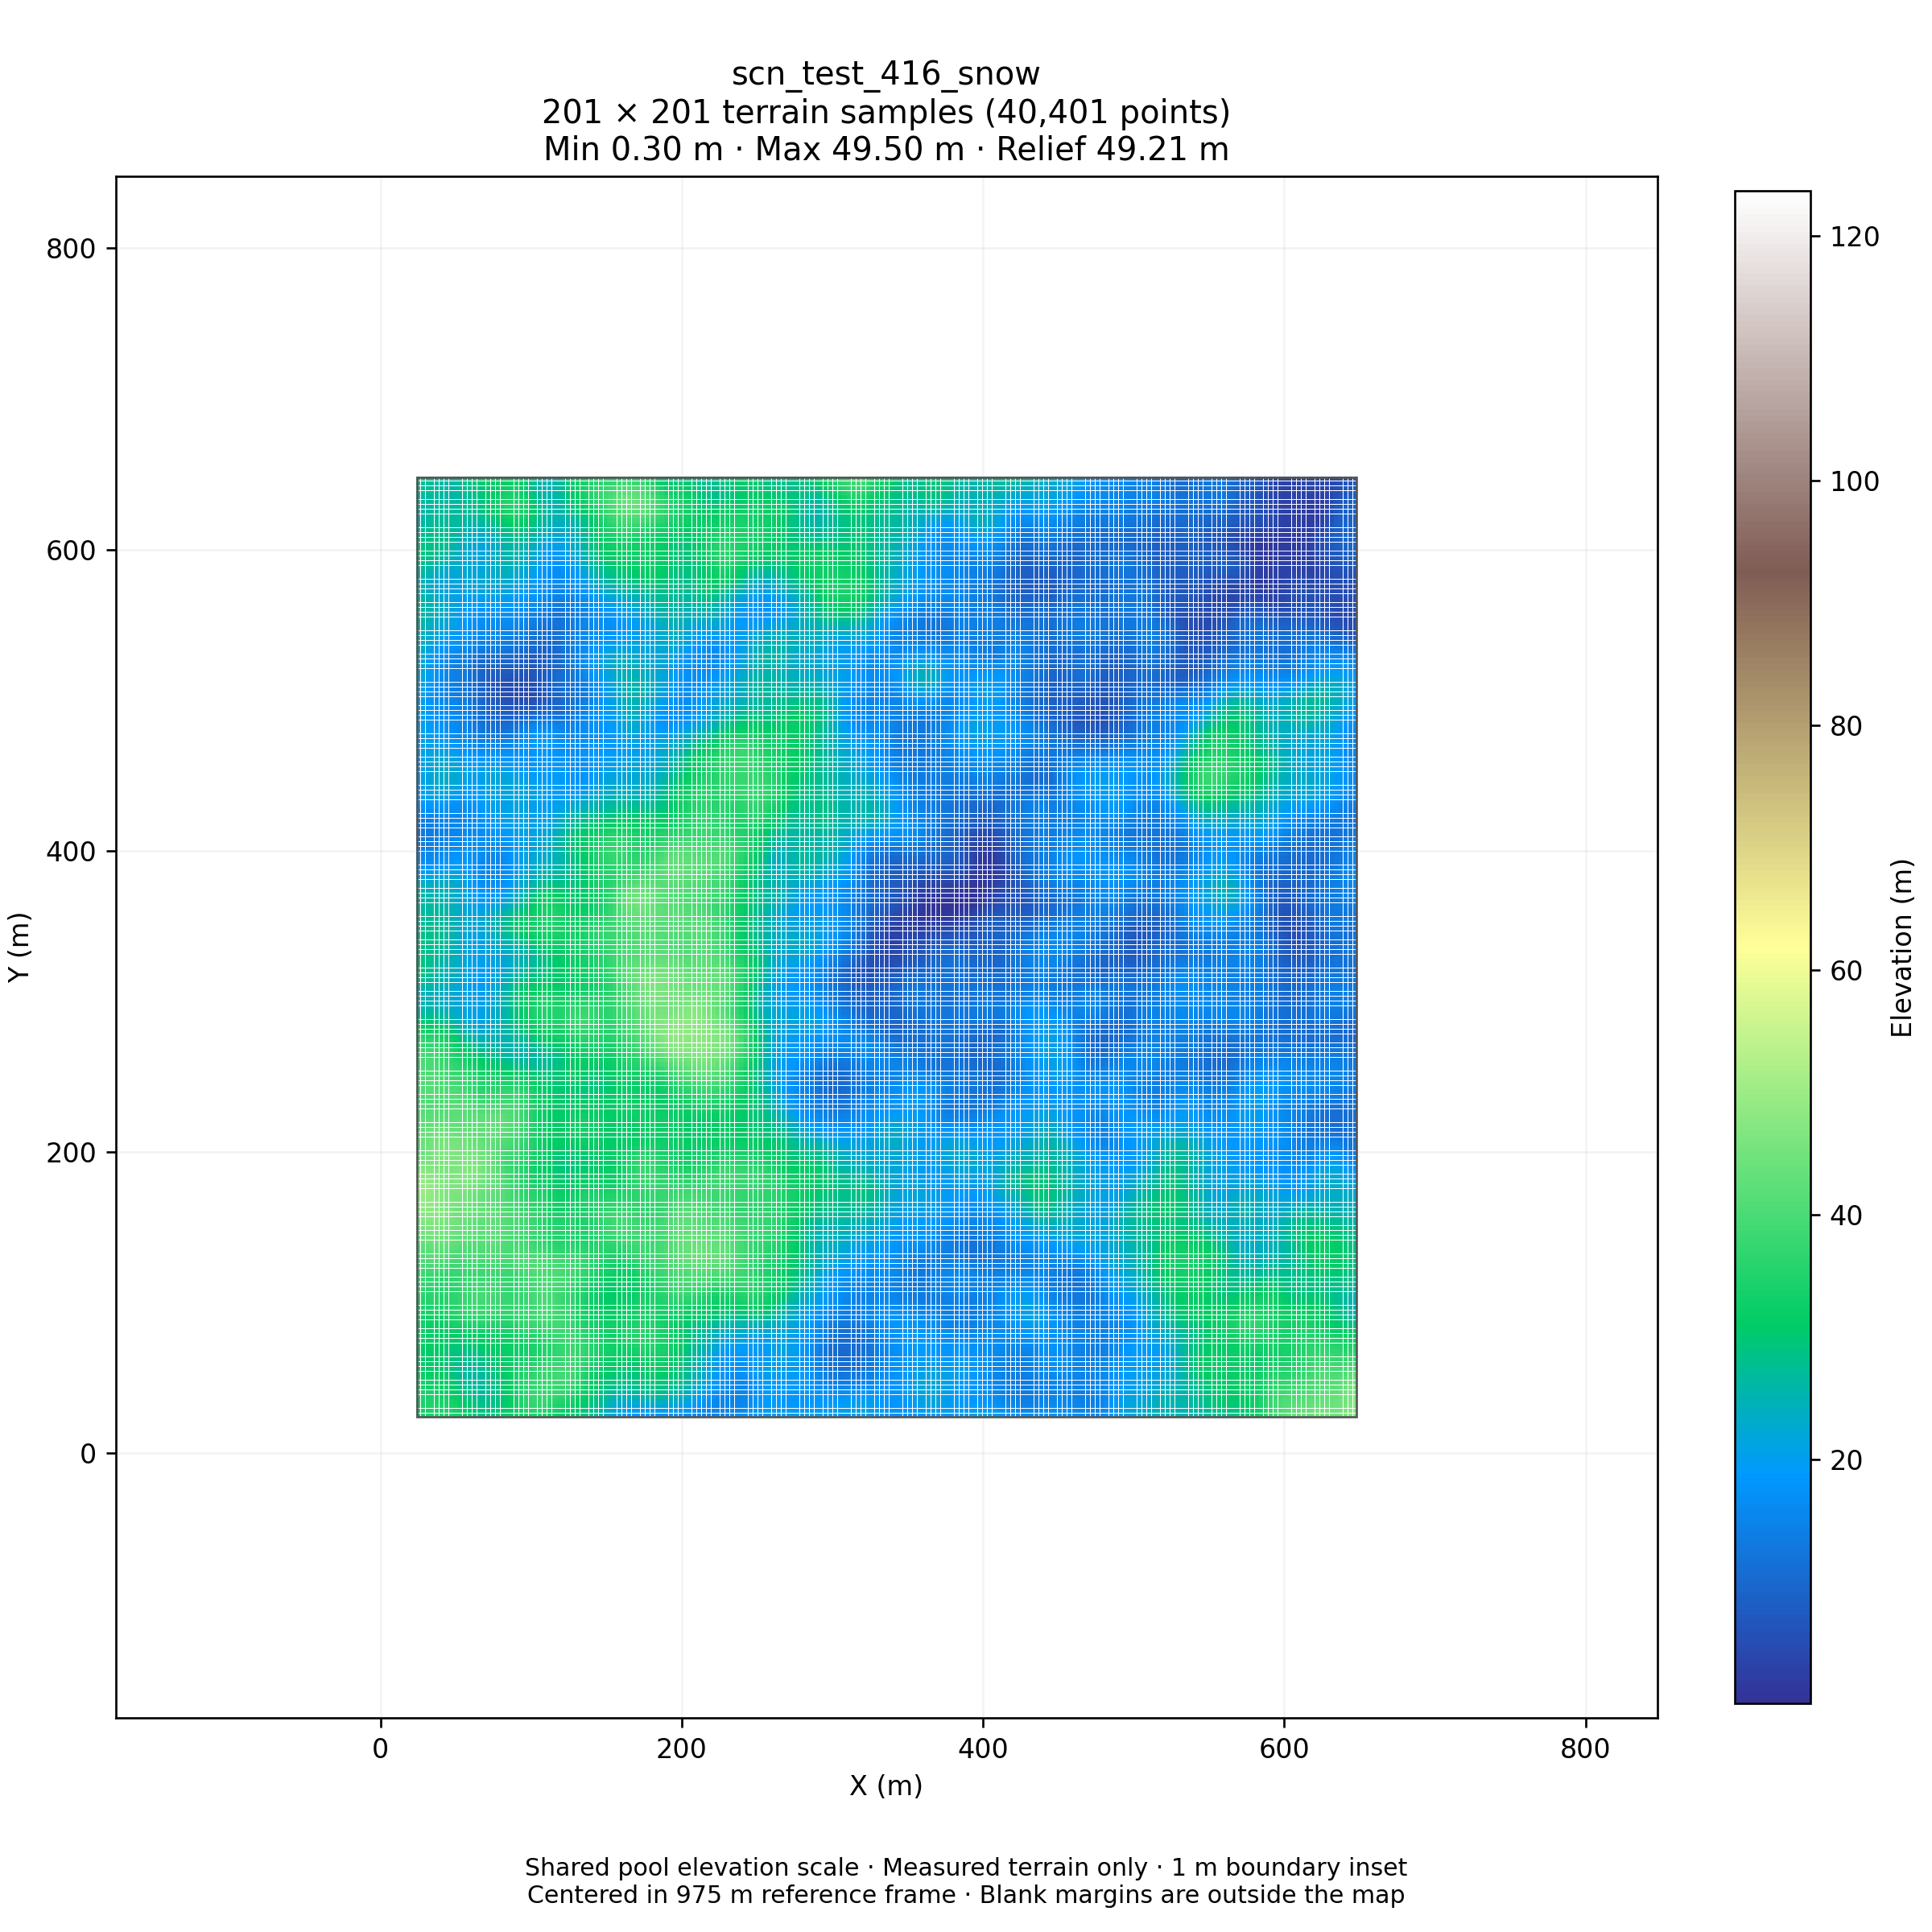 scn_test_416_snow
201 × 201 terrain samples (40,401 points)
Min 0.30 m · Max 49.50 m · Relief 49.21 m
800
600
400
200
0
Y (m)
0 200 400 600 800
X (m)
120
100
80
60
40
20
Elevation (m)
Shared pool elevation scale · Measured terrain only · 1 m boundary inset
Centered in 975 m reference frame · Blank margins are outside the map